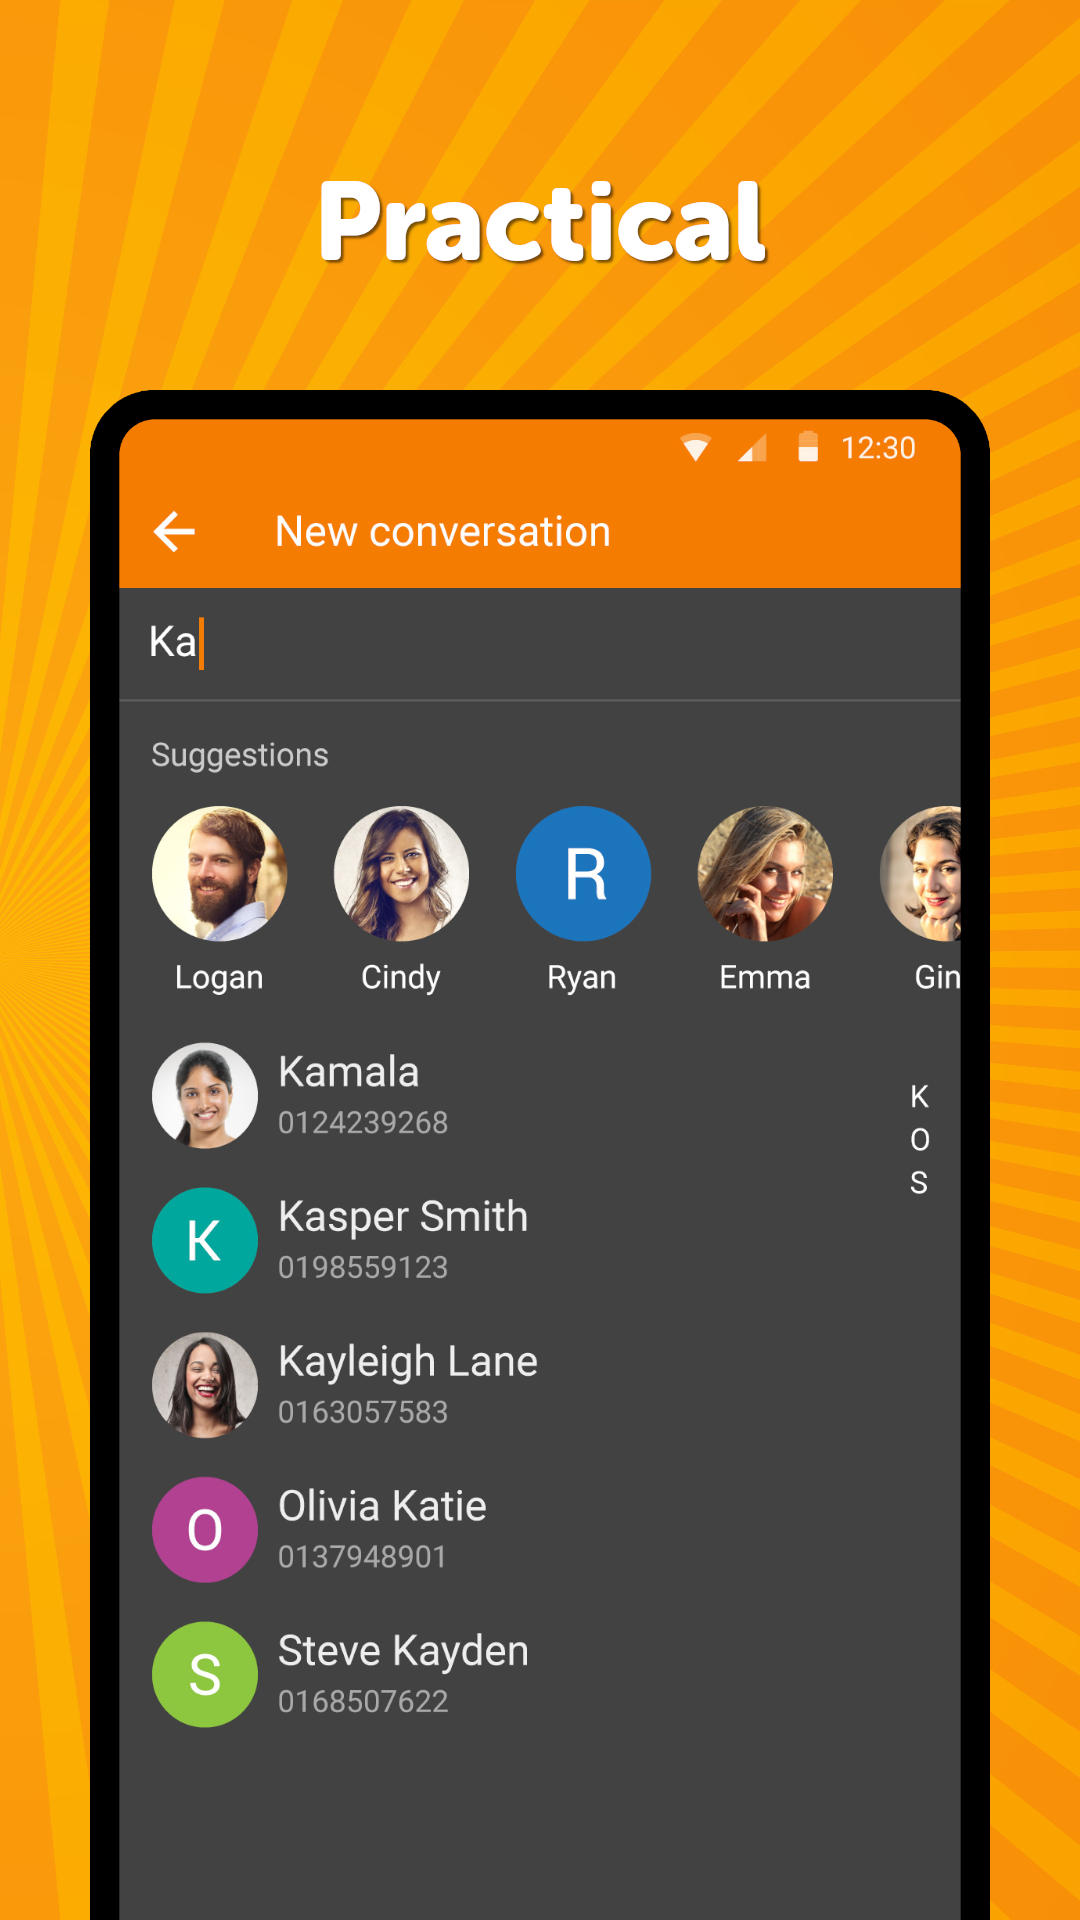 Practical
12:30
New conversation
Ka
Suggestions
R
Logan Cindy Ryan Emma Gin
Kamala
0124239268
K
O
S
K
Kasper Smith
0198559123
Kayleigh Lane
0163057583
O
Olivia Katie
0137948901
S
Steve Kayden
0168507622